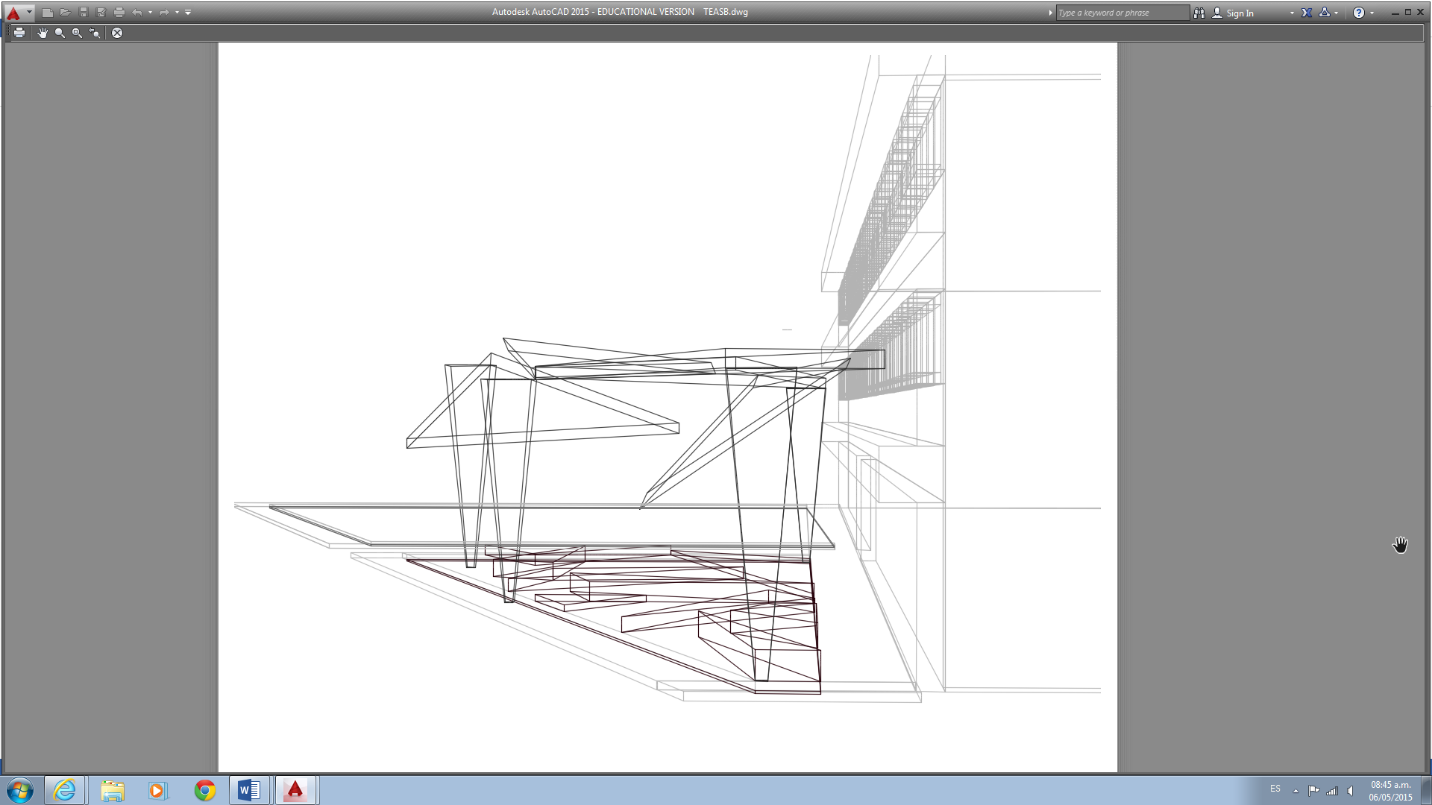 Autodesk AutoCAD 2015 - EDUCATIONAL VERSION TEASB.dwg
Type a keyword or phrase
Sign In
ES
08:45 a.m.
06/05/2015